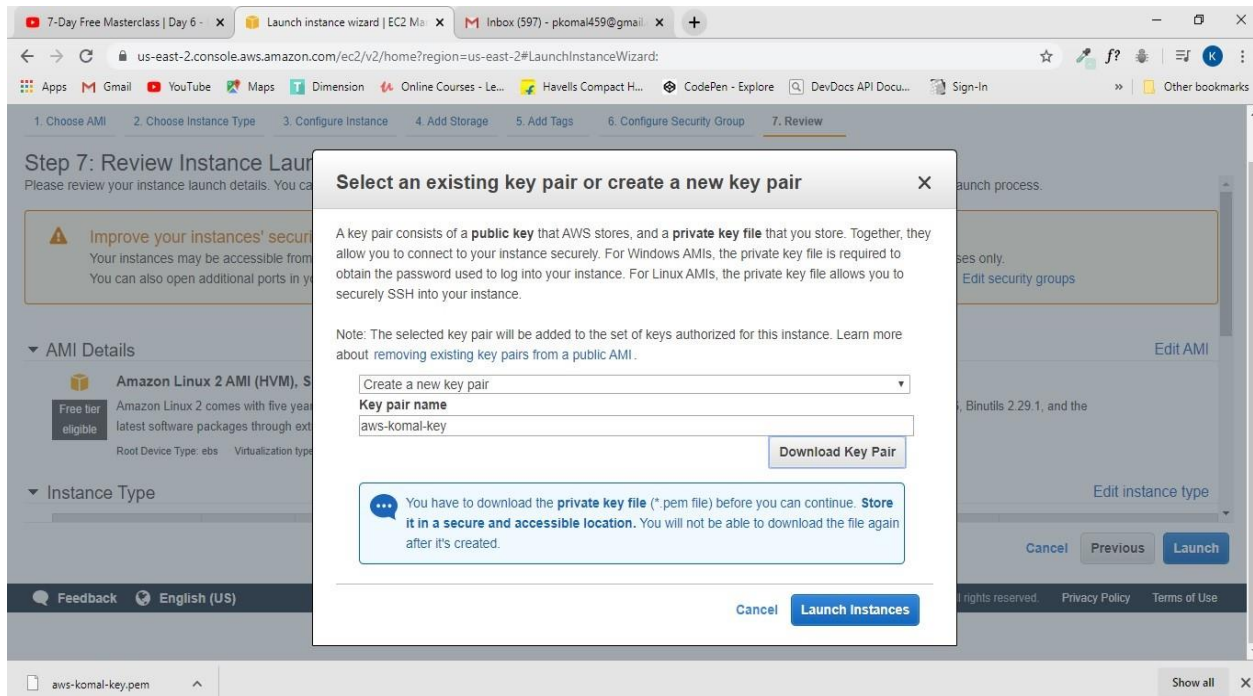 7-Day Free Masterclass | Day 6 -
Launch instance wizard | EC2 Ma
Inbox (597) - pkomal459@gmail.
us-east-2.console.aws.amazon.com/ec2/v2/home?region=us-east-2#LaunchInstanceWizard:
f?
K
Apps
Gmail
YouTube
Maps
Dimension
Online Courses - Le...
Havells Compact H...
CodePen - Explore
DevDocs API Docu...
Sign-In
»
Other bookmarks
1. Choose AMI
2. Choose Instance Type
3. Configure Instance
4. Add Storage
5. Add Tags
6. Configure Security Group
7. Review
Step 7: Review Instance Laun
Please review your instance launch details. You ca
aunch process.
Improve your instances' securi
Your instances may be accessible from
ses only.
You can also open additional ports in yo
Edit security groups
AMI Details
Edit AMI
Amazon Linux 2 AMI (HVM), S
Free tier
eligible
Amazon Linux 2 comes with five year
, Binutils 2.29.1, and the
latest software packages through ext
Root Device Type: ebs Virtualization type
Instance Type
Edit instance type
Cancel
Previous
Launch
Select an existing key pair or create a new key pair
A key pair consists of a public key that AWS stores, and a private key file that you store. Together, they
allow you to connect to your instance securely. For Windows AMIs, the private key file is required to
obtain the password used to log into your instance. For Linux AMIs, the private key file allows you to
securely SSH into your instance.
Note: The selected key pair will be added to the set of keys authorized for this instance. Learn more
about removing existing key pairs from a public AMI .
Create a new key pair
Key pair name
aws-komal-key
Download Key Pair
You have to download the private key file (*.pem file) before you can continue. Store
it in a secure and accessible location. You will not be able to download the file again
after it's created.
Cancel
Launch Instances
Feedback
English (US)
ll rights reserved.
Privacy Policy
Terms of Use
aws-komal-key.pem
Show all